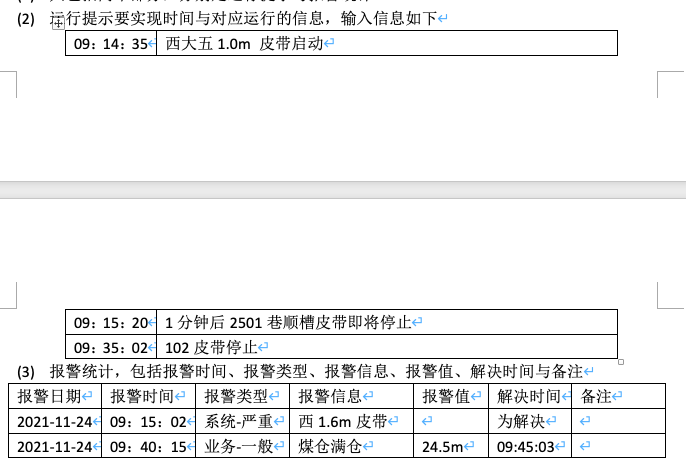 (2) 运行提示要实现时间与对应运行的信息，输入信息如下
09：14：35 西大五 1.0m 皮带启动
09：15：20 1 分钟后 2501 巷顺槽皮带即将停止
09：35：02 102 皮带停止
(3) 报警统计，包括报警时间、报警类型、报警信息、报警值、解决时间与备注
报警日期 报警时间 报警类型 报警信息 报警值 解决时间 备注
2021-11-24 09：15：02 系统-严重 西 1.6m 皮带 为解决
2021-11-24 09：40：15 业务-一般 煤仓满仓 24.5m 09:45:03